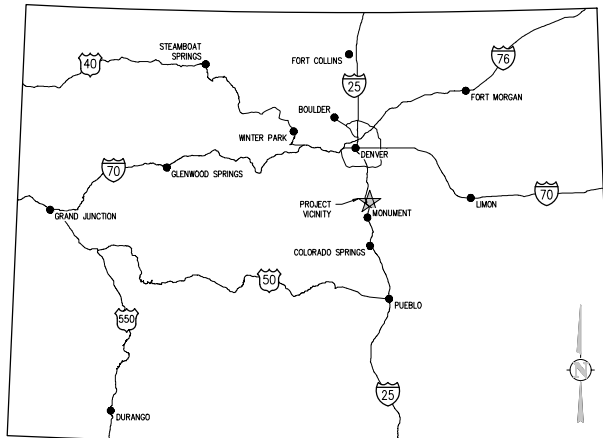 STEAMBOAT
SPRINGS
40
FORT COLLINS
76
25
FORT MORGAN
BOULDER
WINTER PARK
DENVER
70
GLENWOOD SPRINGS
70
LIMON
PROJECT
VICINITY
MONUMENT
GRAND JUNCTION
COLORADO SPRINGS
50
PUEBLO
550
N
25
DURANGO